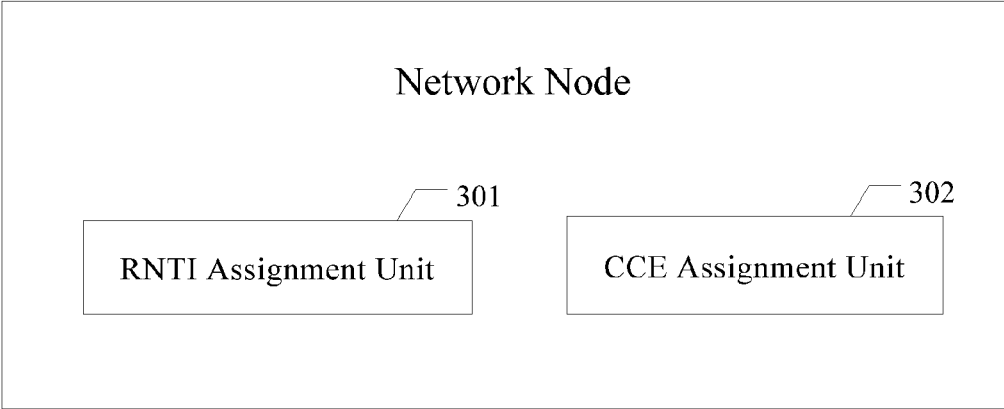 Network Node
301
302
RNTI Assignment Unit
CCE Assignment Unit